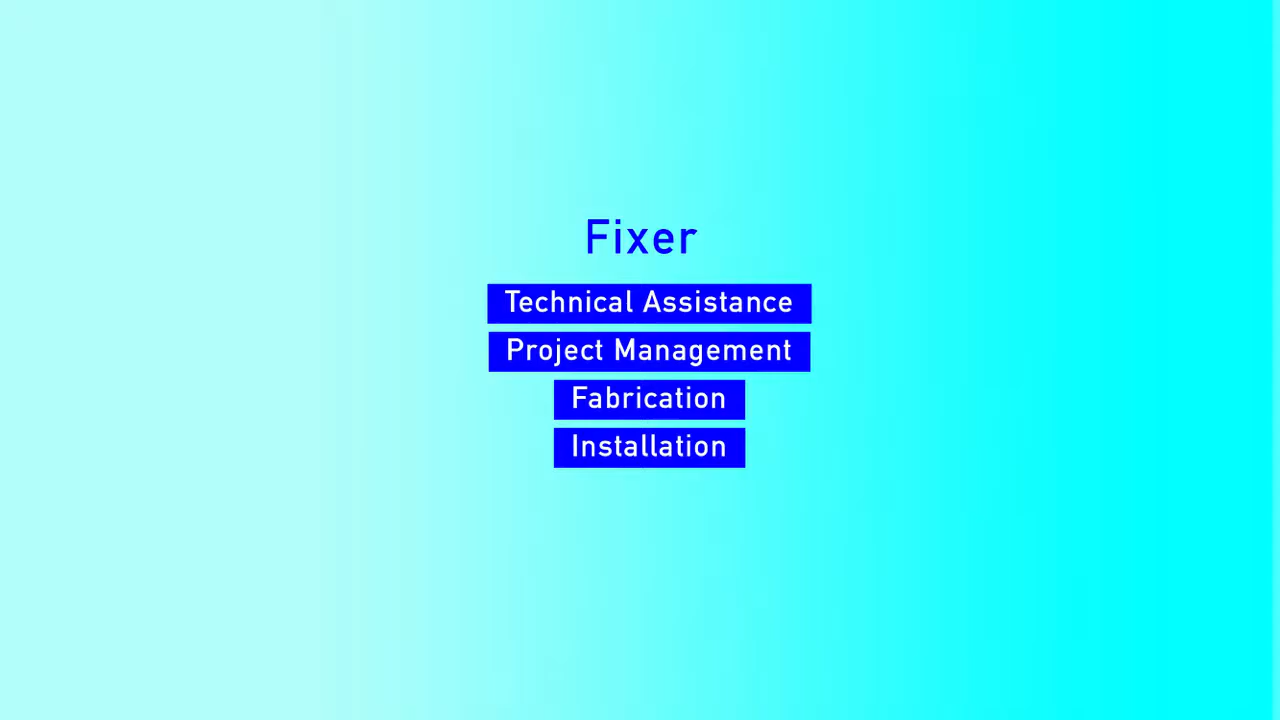 Fixer
Technical Assistance
Project Management
Fabrication
Installation